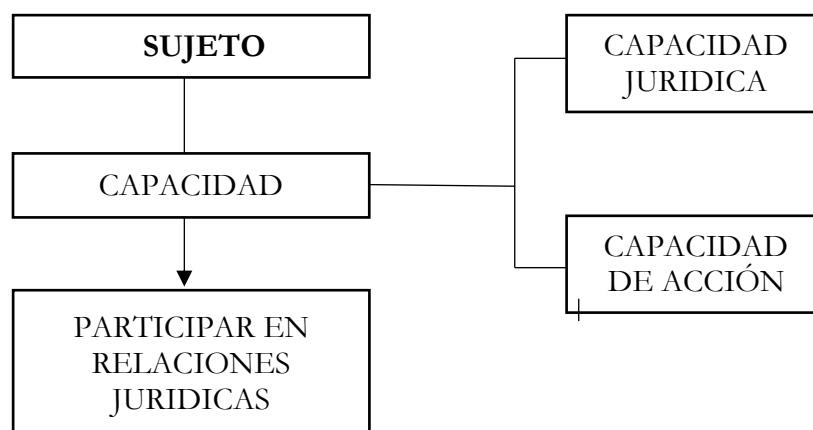 SUJETO
CAPACIDAD
PARTICIPAR EN
RELACIONES
JURIDICAS
CAPACIDAD
JURIDICA
CAPACIDAD
DE ACCIÓN